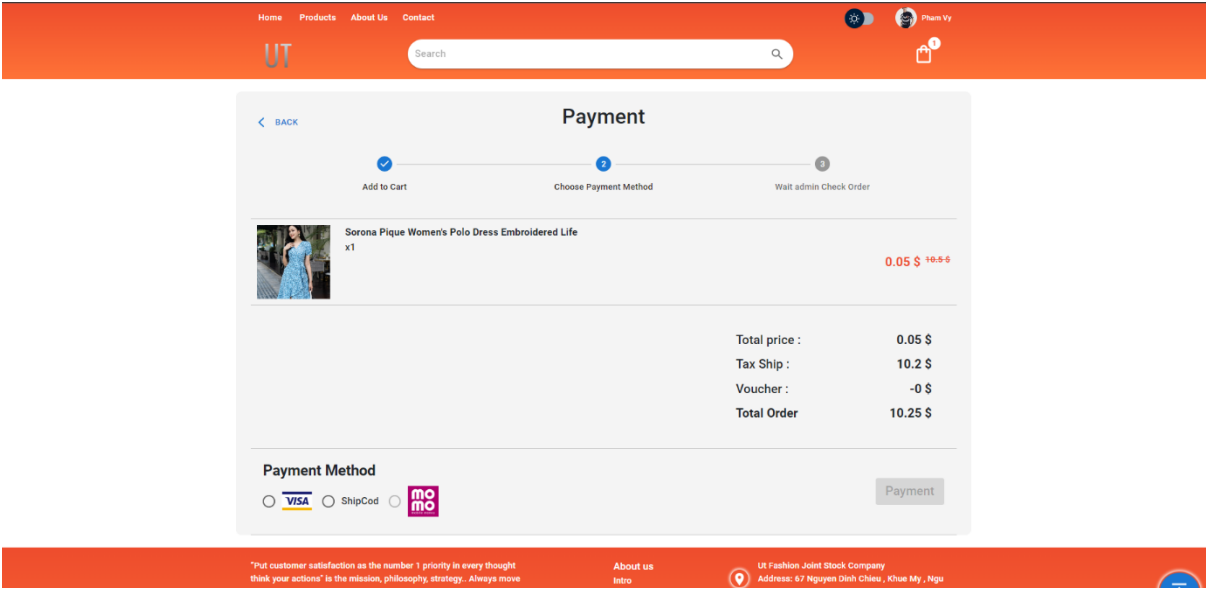 Home Products About Us Contact
Pham Vy
UT
Search
1
BACK
Payment
2
3
Add to Cart
Choose Payment Method
Wait admin Check Order
Sorona Pique Women's Polo Dress Embroidered Life
x1
0.05 $ 10.5 $
Total price : 0.05 $
Tax Ship : 10.2 $
Voucher : -0 $
Total Order 10.25 $
Payment Method
VISA ShipCod mo
mo
Payment
"Put customer satisfaction as the number 1 priority in every thought
think your actions" is the mission, philosophy, strategy.. Always move
About us
Intro
Ut Fashion Joint Stock Company
Address: 67 Nguyen Dinh Chieu , Khue My , Ngu